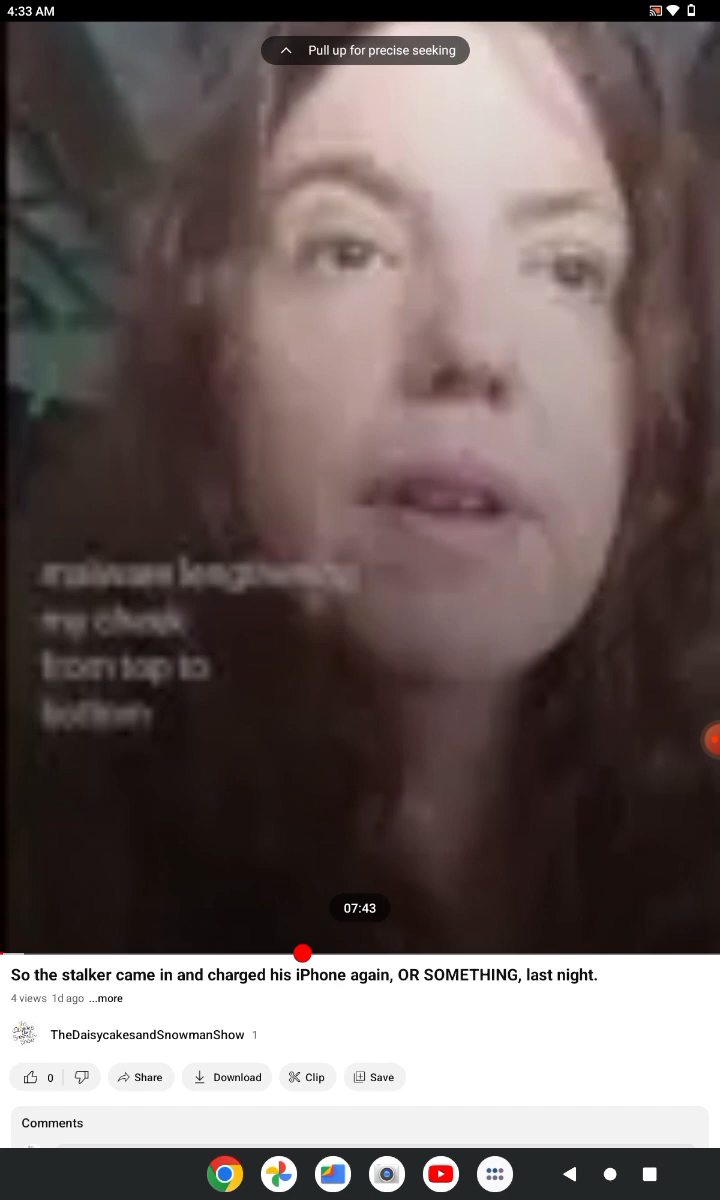 4:33 AM
Pull up for precise seeking
malware lengthening
my cheek
from top to
bottom
07:43
So the stalker came in and charged his iPhone again, OR SOMETHING, last night.
4 views 1d ago ...more
TheDaisycakesandSnowmanShow 1
0 Share Download Clip Save
Comments